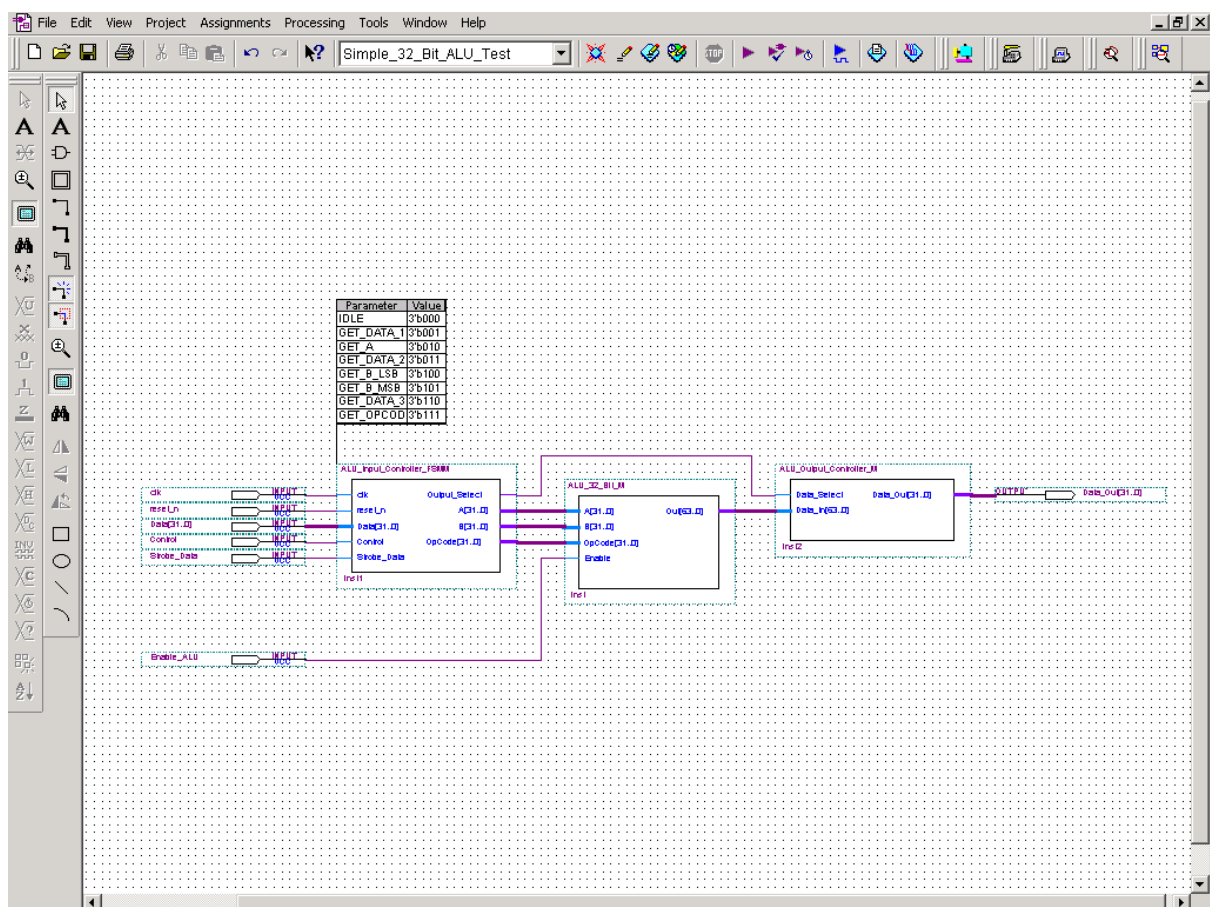 File Edit View Project Assignments Processing Tools Window Help
Simple_32_Bit_ALU_Test
STOP
Parameter Value
IDLE 3'b000
GET_DATA_1 3'b001
GET_A 3'b010
GET_DATA_2 3'b011
GET_B_LSB 3'b100
GET_B_MSB 3'b101
GET_DATA_3 3'b110
GET_OPCOD 3'b111
ALU_Input_Controller_FSMM
clk INPUT VCC
reset_n INPUT VCC
Data[31..0] INPUT VCC
Control INPUT VCC
Strobe_Data INPUT VCC
clk Output_Select
reset_n A[31..0]
Data[31..0] B[31..0]
Control OpCode[31..0]
Strobe_Data
inst1
ALU_32_Bit_M
A[31..0] Out[63..0]
B[31..0]
OpCode[31..0]
Enable
inst
ALU_Output_Controller_M
Data_Select Data_Out[31..0]
Data_In[63..0]
inst2
OUTPUT Data_Out[31..0]
Enable_ALU INPUT VCC